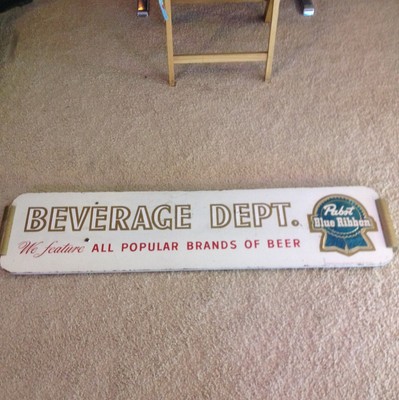 BEVERAGE DEPT.
We feature ALL POPULAR BRANDS OF BEER
Pabst
Blue Ribbon